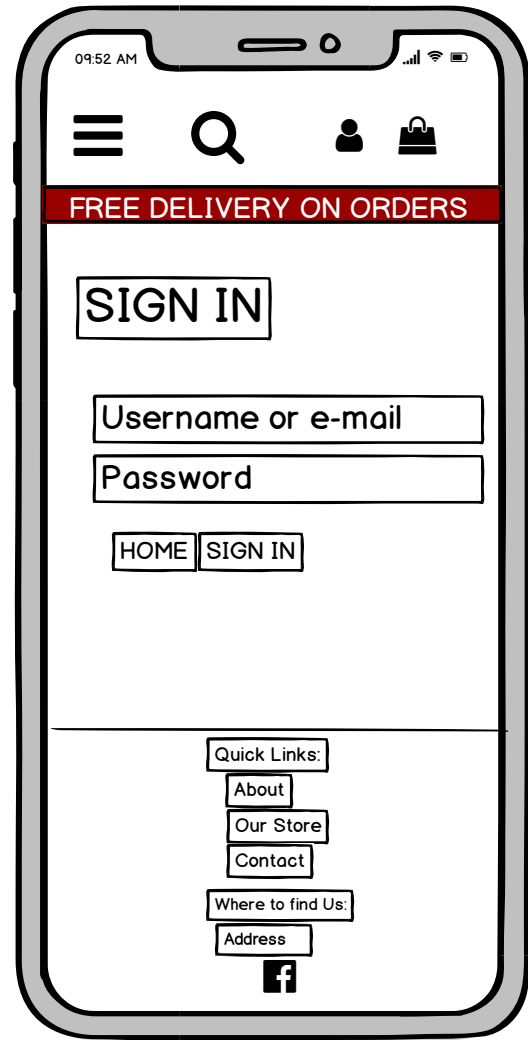 09:52 AM
FREE DELIVERY ON ORDERS
SIGN IN
Username or e-mail
Password
HOME SIGN IN
Quick Links:
About
Our Store
Contact
Where to find Us:
Address